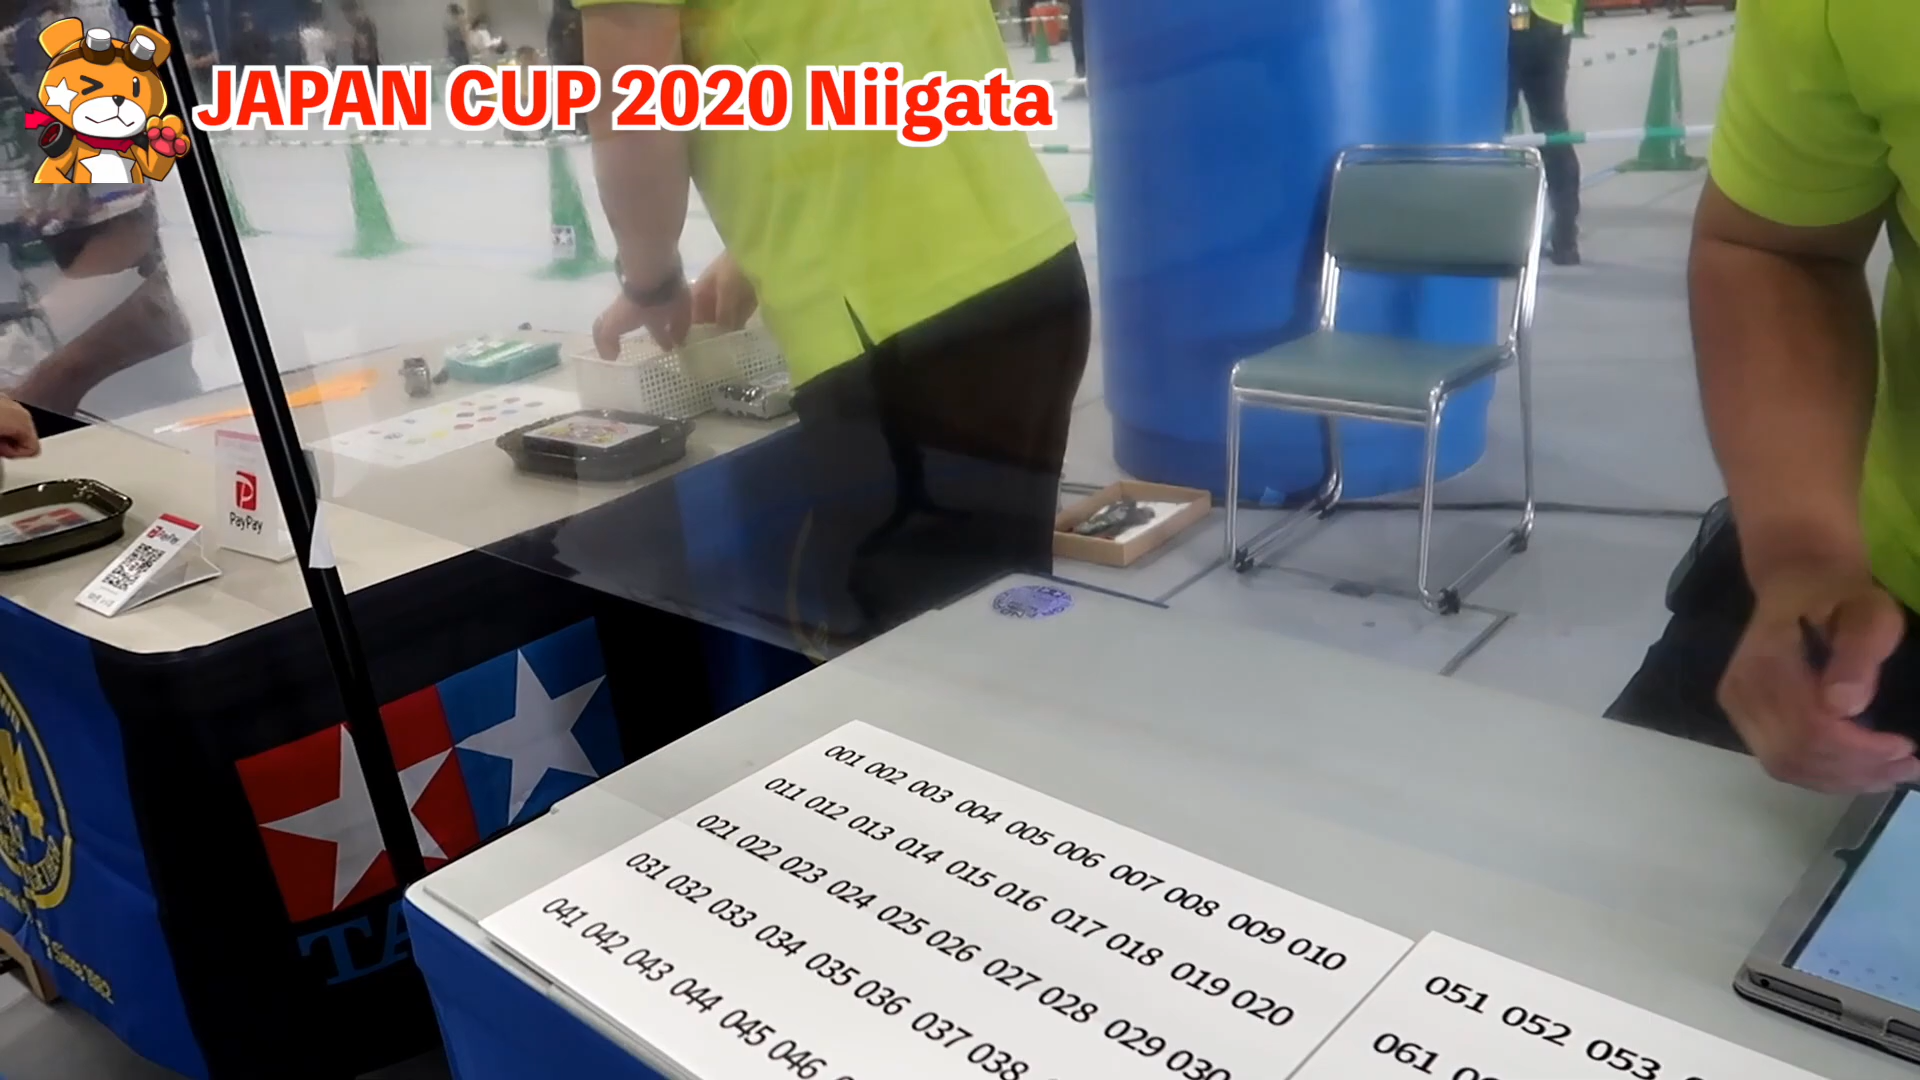 JAPAN CUP 2020 Niigata
PayPay
PayPay
TA
001 002 003 004 005 006 007 008 009 010
011 012 013 014 015 016 017 018 019 020
021 022 023 024 025 026 027 028 029 030
031 032 033 034 035 036 037 038
041 042 043 044 045 046
051 052 053
061